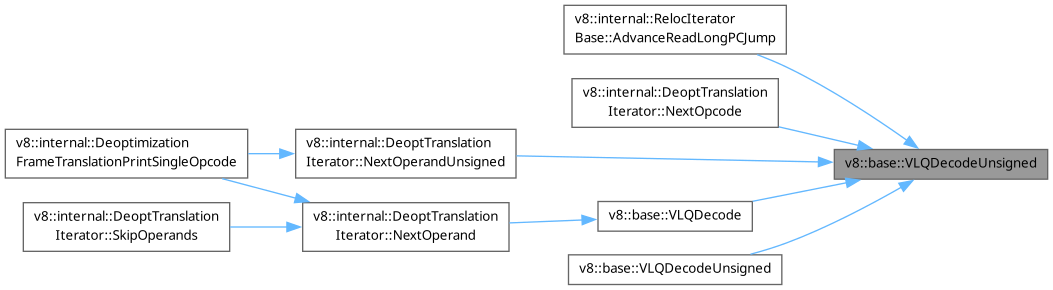 v8::internal::RelocIterator
Base::AdvanceReadLongPCJump
v8::internal::DeoptTranslation
Iterator::NextOpcode
v8::internal::Deoptimization
FrameTranslationPrintSingleOpcode
v8::internal::DeoptTranslation
Iterator::NextOperandUnsigned
v8::base::VLQDecodeUnsigned
v8::internal::DeoptTranslation
Iterator::SkipOperands
v8::internal::DeoptTranslation
Iterator::NextOperand
v8::base::VLQDecode
v8::base::VLQDecodeUnsigned